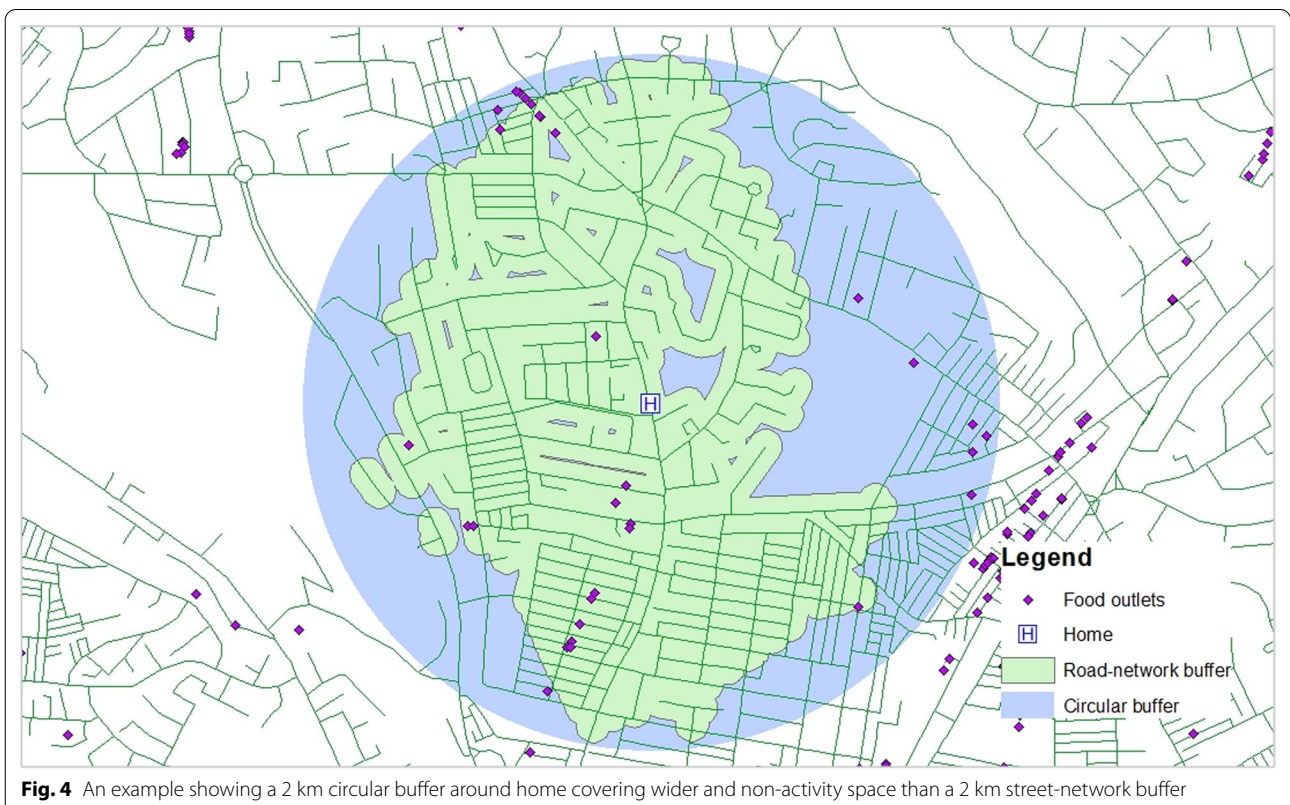 H
Legend
Food outlets
H Home
Road-network buffer
Circular buffer
Fig. 4 An example showing a 2 km circular buffer around home covering wider and non-activity space than a 2 km street-network buffer